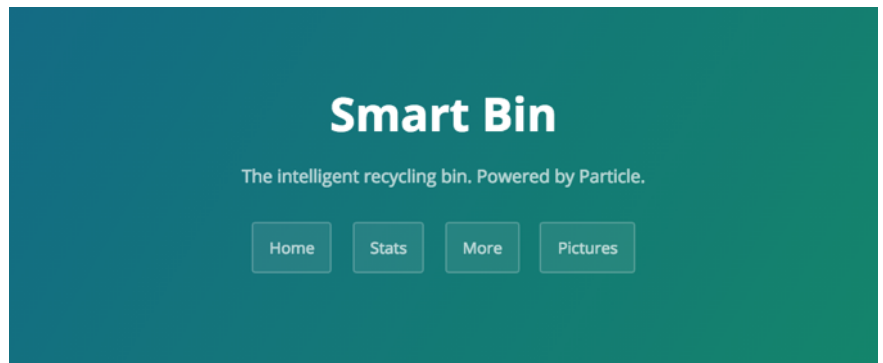 Smart Bin
The intelligent recycling bin. Powered by Particle.
Home Stats More Pictures